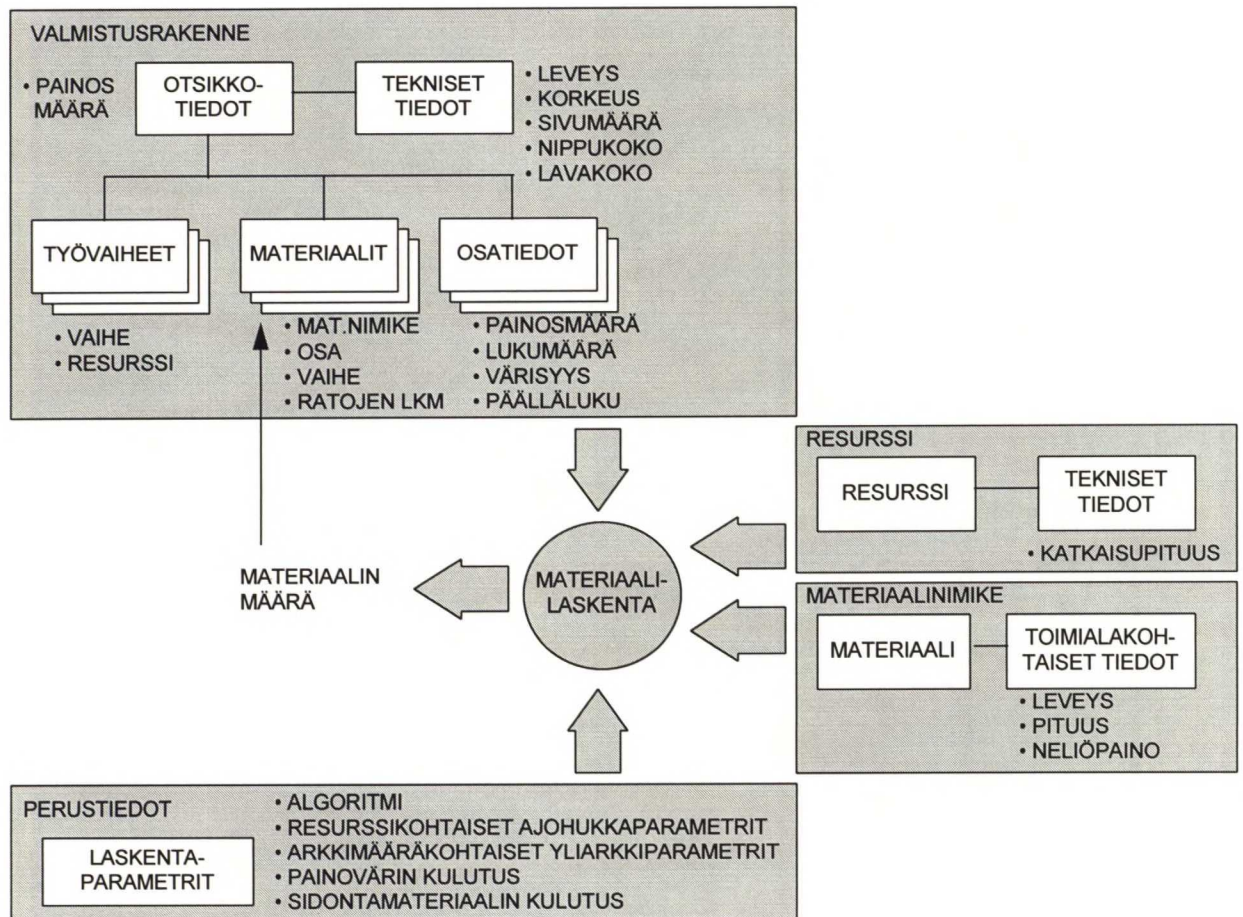 VALMISTUSRAKENNE
• PAINOS
MÄÄRÄ
OTSIKKO-
TIEDOT
TEKNISET
TIEDOT
• LEVEYS
• KORKEUS
• SIVUMÄÄRÄ
• NIPPUKOKO
• LAVAKOKO
TYÖVAIHEET
MATERIAALIT
OSATIEDOT
• VAIHE
• RESURSSI
• MAT.NIMIKE
• OSA
• VAIHE
• RATOJEN LKM
• PAINOSMÄÄRÄ
• LUKUMÄÄRÄ
• VÄRISYYS
• PÄÄLLÄLUKU
RESURSSI
RESURSSI
TEKNISET
TIEDOT
• KATKAISUPITUUS
MATERIAALIN
MÄÄRÄ
MATERIAALI-
LASKENTA
MATERIAALINIMIKE
MATERIAALI
TOIMIALAKOH-
TAISET TIEDOT
• LEVEYS
• PITUUS
• NELIÖPAINO
PERUSTIEDOT
LASKENTA-
PARAMETRIT
• ALGORITMI
• RESURSSIKOHTAISET AJOHUKKAPARAMETRIT
• ARKKIMÄÄRÄKOHTAISET YLIARKKIPARAMETRIT
• PAINOVÄRIN KULUTUS
• SIDONTAMATERIAALIN KULUTUS